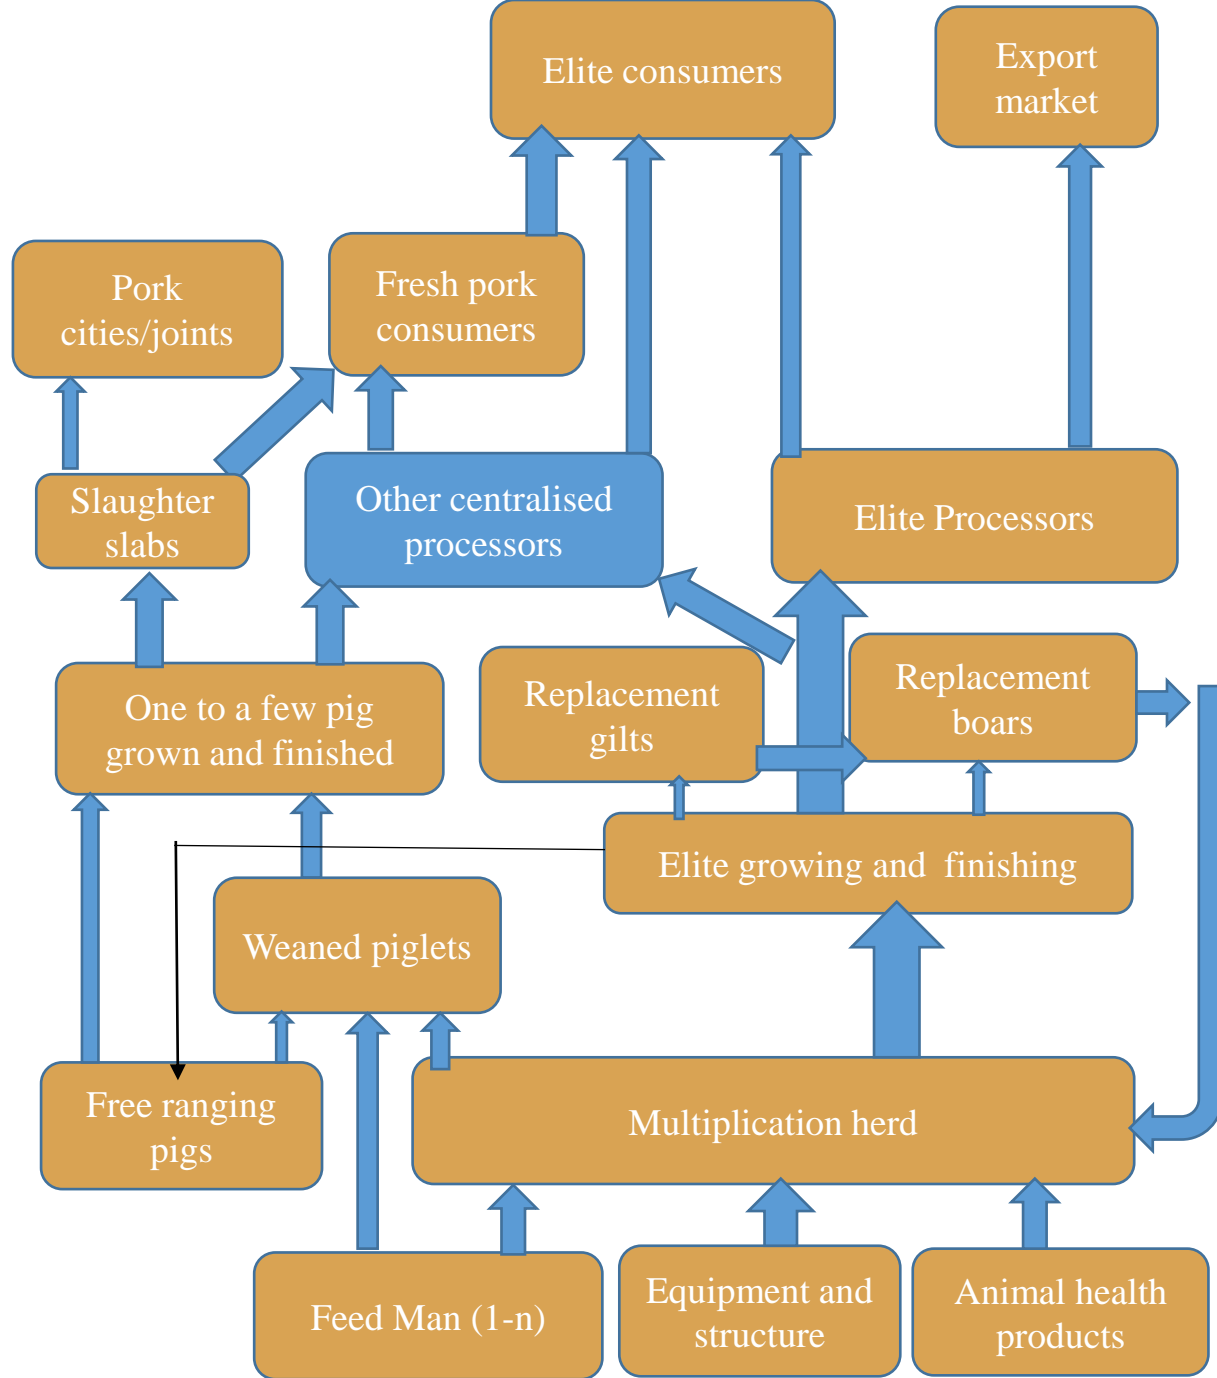 Elite consumers
Export
market
Pork
cities/joints
Fresh pork
consumers
Slaughter
slabs
Other centralised
processors
Elite Processors
One to a few pig
grown and finished
Replacement
gilts
Replacement
boars
Elite growing and  finishing
Weaned piglets
Free ranging
pigs
Multiplication herd
Feed Man (1-n)
Equipment and
structure
Animal health
products